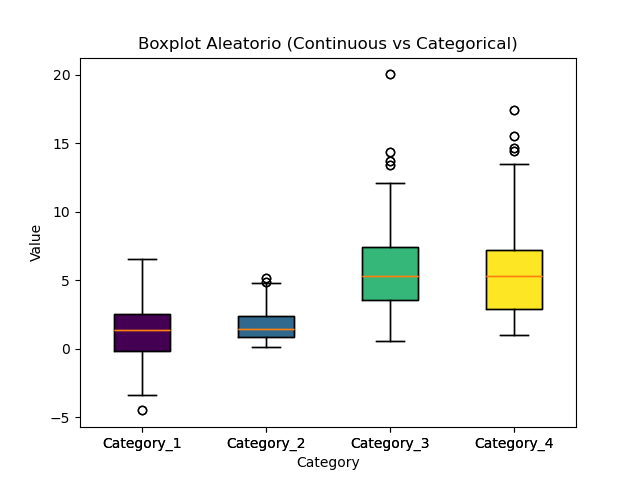 Boxplot Aleatorio (Continuous vs Categorical)
20
15
10
5
0
−5
Value
Category_1 Category_2 Category_3 Category_4
Category